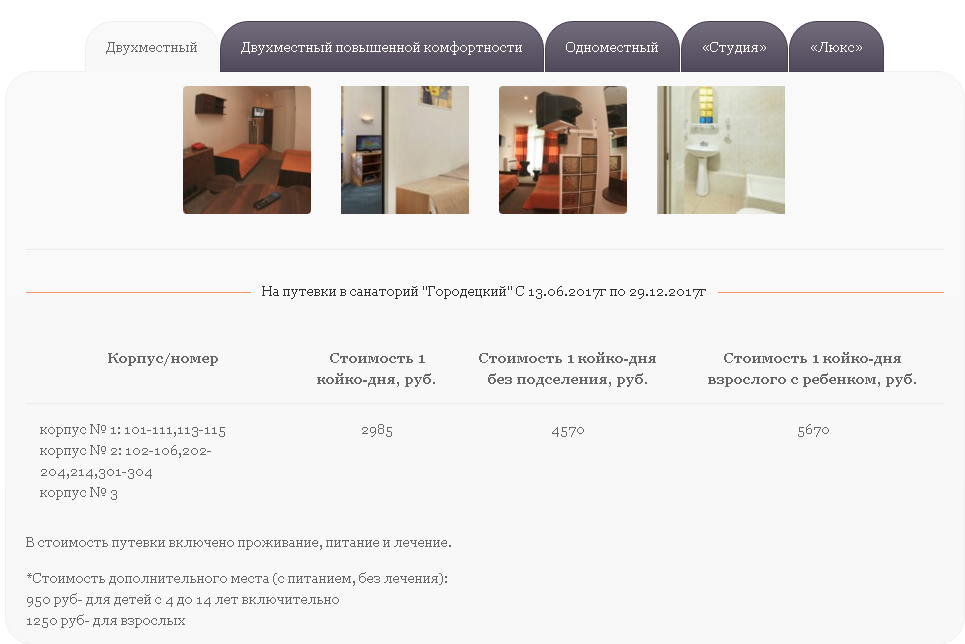 Двухместный
Двухместный повышенной комфортности
Одноместный
«Студия»
«Люкс»
На путевки в санаторий "Городецкий" С 13.06.2017г по 29.12.2017г
Корпус/номер
Стоимость 1
койко-дня, руб.
Стоимость 1 койко-дня
без подселения, руб.
Стоимость 1 койко-дня
взрослого с ребенком, руб.
корпус № 1: 101-111,113-115
корпус № 2: 102-106,202-
204,214,301-304
корпус № 3
2985
4570
5670
В стоимость путевки включено проживание, питание и лечение.
*Стоимость дополнительного места (с питанием, без лечения):
950 руб- для детей с 4 до 14 лет включительно
1250 руб- для взрослых